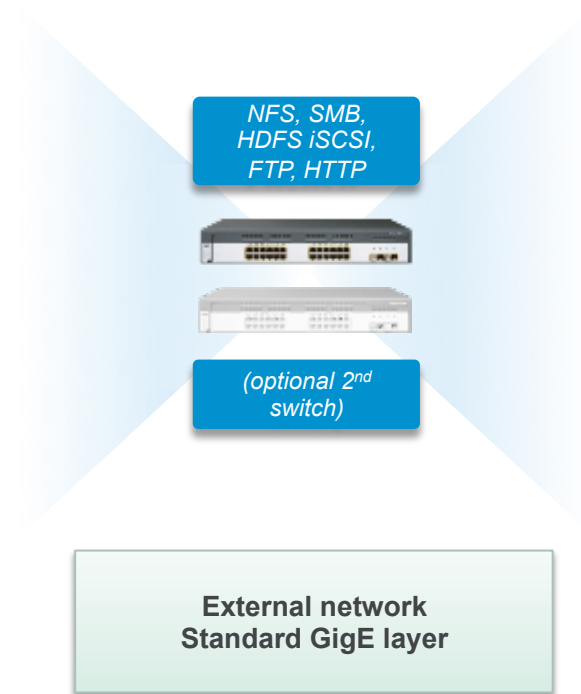 NFS, SMB,
HDFS iSCSI,
FTP, HTTP
(optional 2nd
switch)
External network
Standard GigE layer